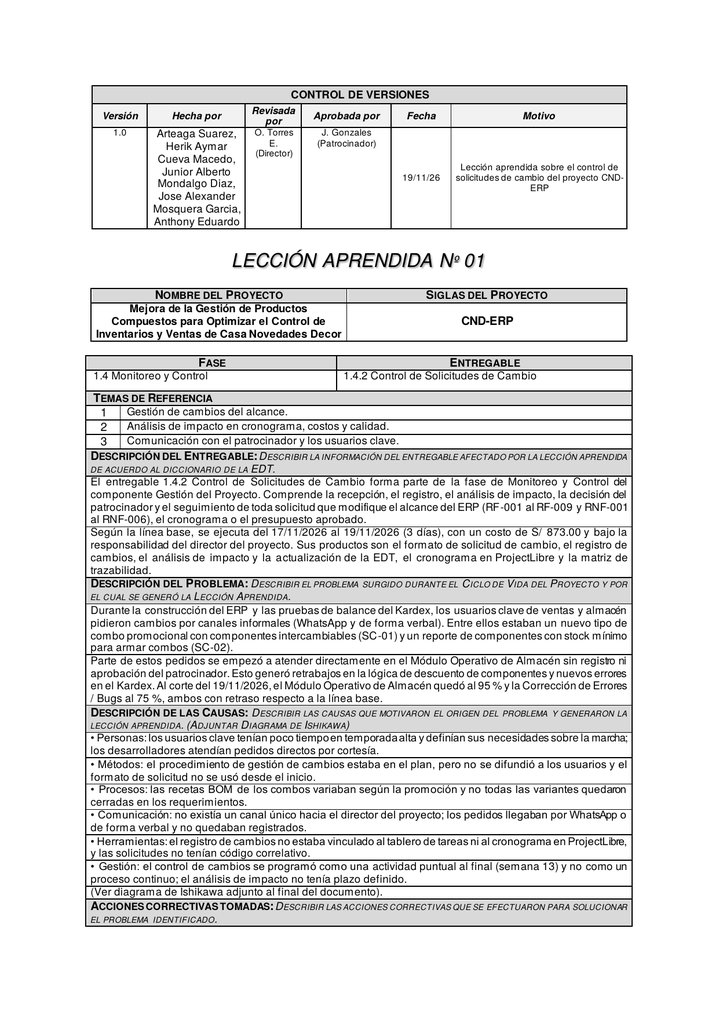 CONTROL DE VERSIONES
Versión Hecha por Revisada por Aprobada por Fecha Motivo
1.0
Arteaga Suarez,
Herik Aymar
Cueva Macedo,
Junior Alberto
Mondalgo Diaz,
Jose Alexander
Mosquera Garcia,
Anthony Eduardo
O. Torres
E.
(Director)
J. Gonzales
(Patrocinador)
19/11/26
Lección aprendida sobre el control de
solicitudes de cambio del proyecto CND-
ERP
LECCIÓN APRENDIDA Nº 01
NOMBRE DEL PROYECTO SIGLAS DEL PROYECTO
Mejora de la Gestión de Productos
Compuestos para Optimizar el Control de
Inventarios y Ventas de Casa Novedades Decor
CND-ERP
FASE ENTREGABLE
1.4 Monitoreo y Control 1.4.2 Control de Solicitudes de Cambio
TEMAS DE REFERENCIA
1 Gestión de cambios del alcance.
2 Análisis de impacto en cronograma, costos y calidad.
3 Comunicación con el patrocinador y los usuarios clave.
DESCRIPCIÓN DEL ENTREGABLE: DESCRIBIR LA INFORMACIÓN DEL ENTREGABLE AFECTADO POR LA LECCIÓN APRENDIDA
DE ACUERDO AL DICCIONARIO DE LA EDT.
El entregable 1.4.2 Control de Solicitudes de Cambio forma parte de la fase de Monitoreo y Control del
componente Gestión del Proyecto. Comprende la recepción, el registro, el análisis de impacto, la decisión del
patrocinador y el seguimiento de toda solicitud que modifique el alcance del ERP (RF-001 al RF-009 y RNF-001
al RNF-006), el cronograma o el presupuesto aprobado.
Según la línea base, se ejecuta del 17/11/2026 al 19/11/2026 (3 días), con un costo de S/ 873.00 y bajo la
responsabilidad del director del proyecto. Sus productos son el formato de solicitud de cambio, el registro de
cambios, el análisis de impacto y la actualización de la EDT, el cronograma en ProjectLibre y la matriz de
trazabilidad.
DESCRIPCIÓN DEL PROBLEMA: DESCRIBIR EL PROBLEMA SURGIDO DURANTE EL CICLO DE VIDA DEL PROYECTO Y POR
EL CUAL SE GENERÓ LA LECCIÓN APRENDIDA.
Durante la construcción del ERP y las pruebas de balance del Kardex, los usuarios clave de ventas y almacén
pidieron cambios por canales informales (WhatsApp y de forma verbal). Entre ellos estaban un nuevo tipo de
combo promocional con componentes intercambiables (SC-01) y un reporte de componentes con stock mínimo
para armar combos (SC-02).
Parte de estos pedidos se empezó a atender directamente en el Módulo Operativo de Almacén sin registro ni
aprobación del patrocinador. Esto generó retrabajos en la lógica de descuento de componentes y nuevos errores
en el Kardex. Al corte del 19/11/2026, el Módulo Operativo de Almacén quedó al 95 % y la Corrección de Errores
/ Bugs al 75 %, ambos con retraso respecto a la línea base.
DESCRIPCIÓN DE LAS CAUSAS: DESCRIBIR LAS CAUSAS QUE MOTIVARON EL ORIGEN DEL PROBLEMA Y GENERARON LA
LECCIÓN APRENDIDA. (ADJUNTAR DIAGRAMA DE ISHIKAWA)
• Personas: los usuarios clave tenían poco tiempo en temporada alta y definían sus necesidades sobre la marcha;
los desarrolladores atendían pedidos directos por cortesía.
• Métodos: el procedimiento de gestión de cambios estaba en el plan, pero no se difundió a los usuarios y el
formato de solicitud no se usó desde el inicio.
• Procesos: las recetas BOM de los combos variaban según la promoción y no todas las variantes quedaron
cerradas en los requerimientos.
• Comunicación: no existía un canal único hacia el director del proyecto; los pedidos llegaban por WhatsApp o
de forma verbal y no quedaban registrados.
• Herramientas: el registro de cambios no estaba vinculado al tablero de tareas ni al cronograma en ProjectLibre,
y las solicitudes no tenían código correlativo.
• Gestión: el control de cambios se programó como una actividad puntual al final (semana 13) y no como un
proceso continuo; el análisis de impacto no tenía plazo definido.
(Ver diagrama de Ishikawa adjunto al final del documento).
ACCIONES CORRECTIVAS TOMADAS: DESCRIBIR LAS ACCIONES CORRECTIVAS QUE SE EFECTUARON PARA SOLUCIONAR
EL PROBLEMA IDENTIFICADO.